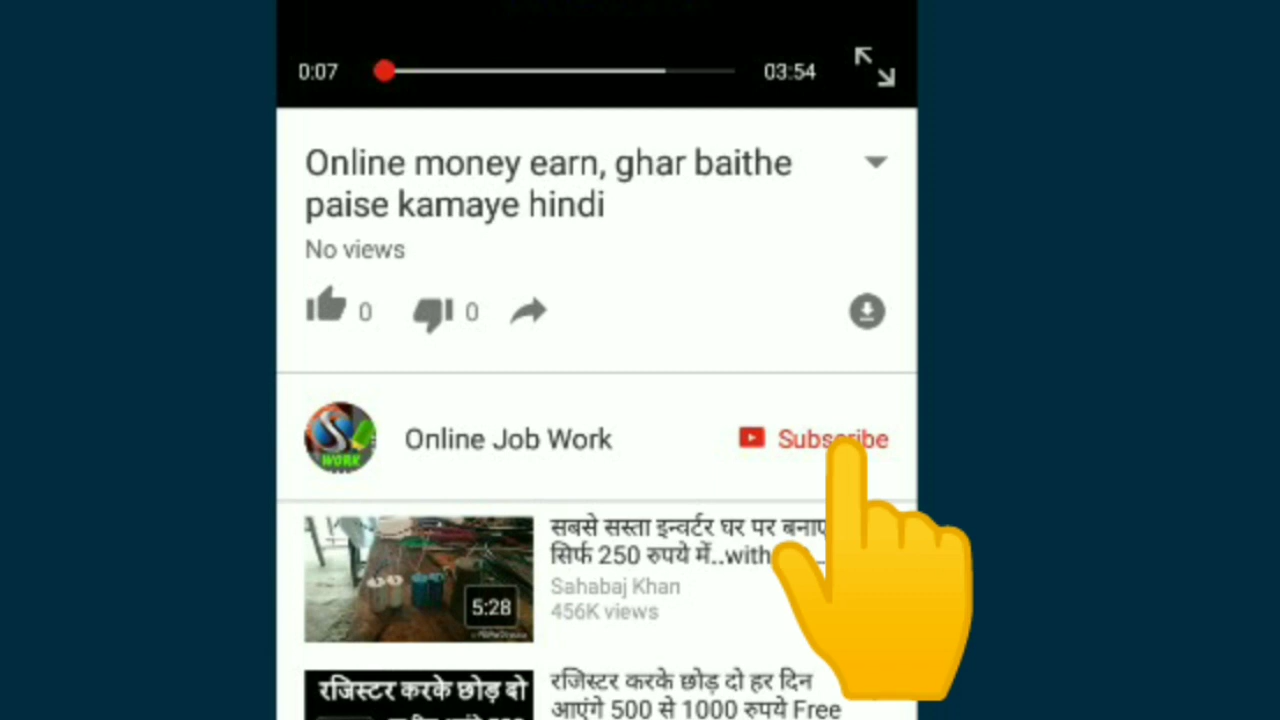 0:07
03:54
Online money earn, ghar baithe
paise kamaye hindi
No views
0
0
WORK
Online Job Work
Subscribe
सबसे सस्ता इन्वर्टर घर पर बनाए
सिर्फ 250 रुपये में..with
Sahabaj Khan
456K views
5:28
रजिस्टर करके छोड़ दो
रजिस्टर करके छोड़ दो हर दिन
आएंगे 500 से 1000 रुपये Free